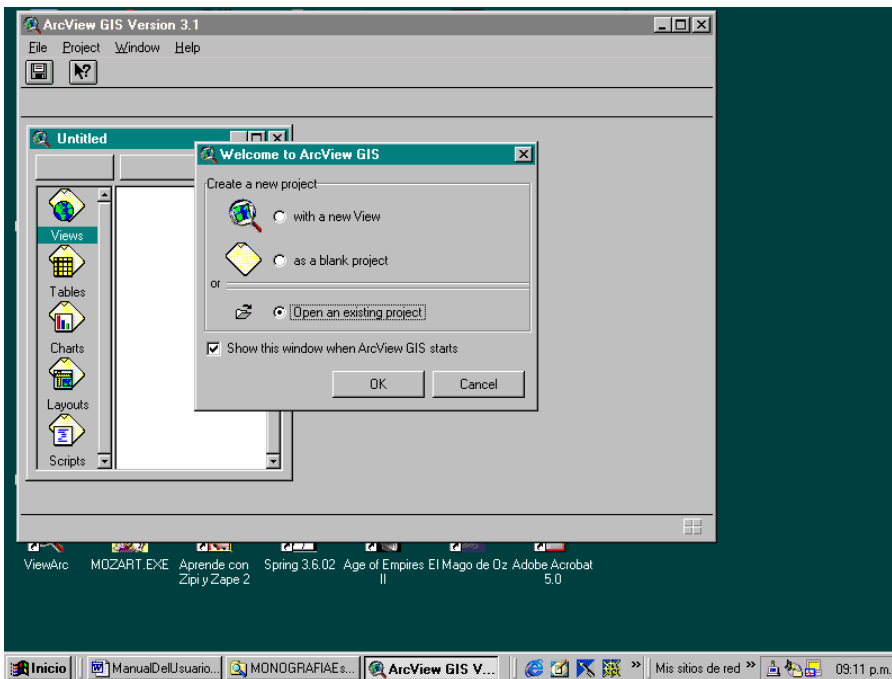 ArcView GIS Version 3.1
File Project Window Help
Untitled
Welcome to ArcView GIS
Create a new project
with a new View
as a blank project
or
Open an existing project
Show this window when ArcView GIS starts
OK Cancel
Views
Tables
Charts
Layouts
Scripts
ViewArc MOZART.EXE Aprende con Zipi y Zape 2 Spring 3.6.02 Age of Empires II El Mago de Oz Adobe Acrobat 5.0
Inicio ManualDelUsuario... MONOGRAFIAEs... ArcView GIS V... » Mis sitios de red » 09:11 p.m.